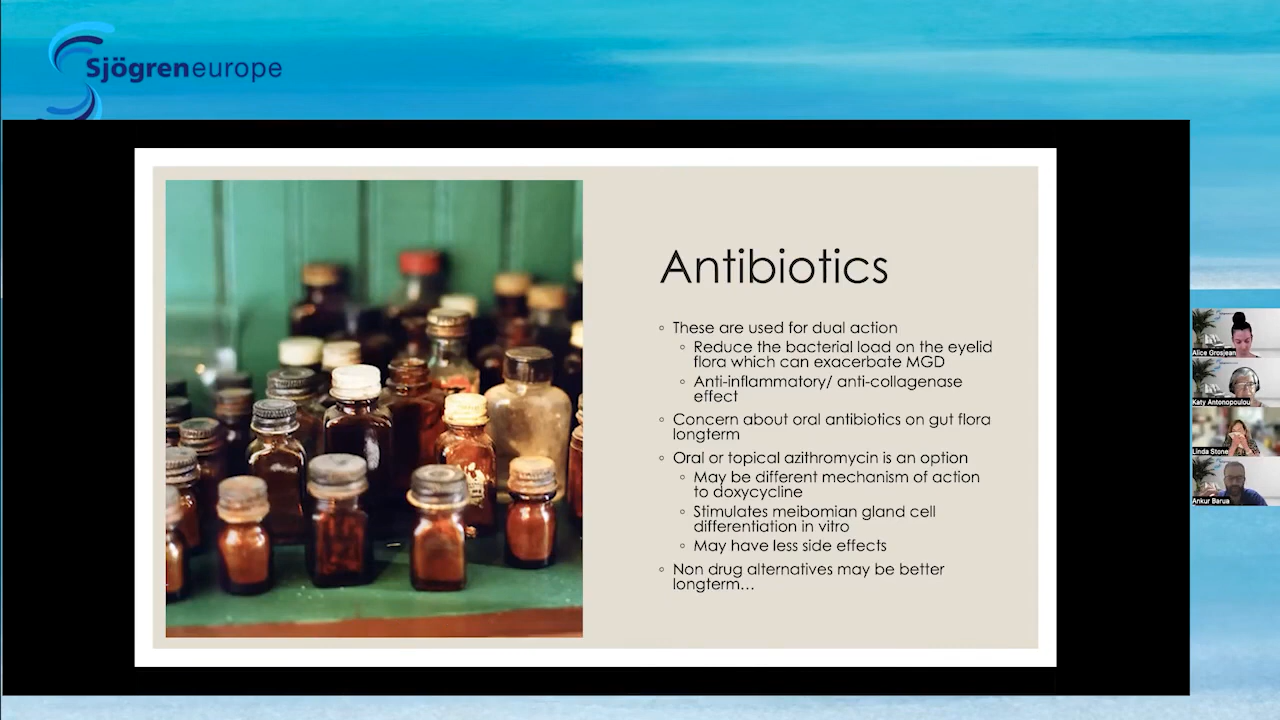 Sjögreneurope
Antibiotics
◦ These are used for dual action
◦ Reduce the bacterial load on the eyelid
flora which can exacerbate MGD
◦ Anti-inflammatory/ anti-collagenase
effect
◦ Concern about oral antibiotics on gut flora
longterm
◦ Oral or topical azithromycin is an option
◦ May be different mechanism of action
to doxycycline
◦ Stimulates meibomian gland cell
differentiation in vitro
◦ May have less side effects
◦ Non drug alternatives may be better
longterm...
Alice Grosjean
Katy Antonopoulou
Linda Stone
Ankur Barua